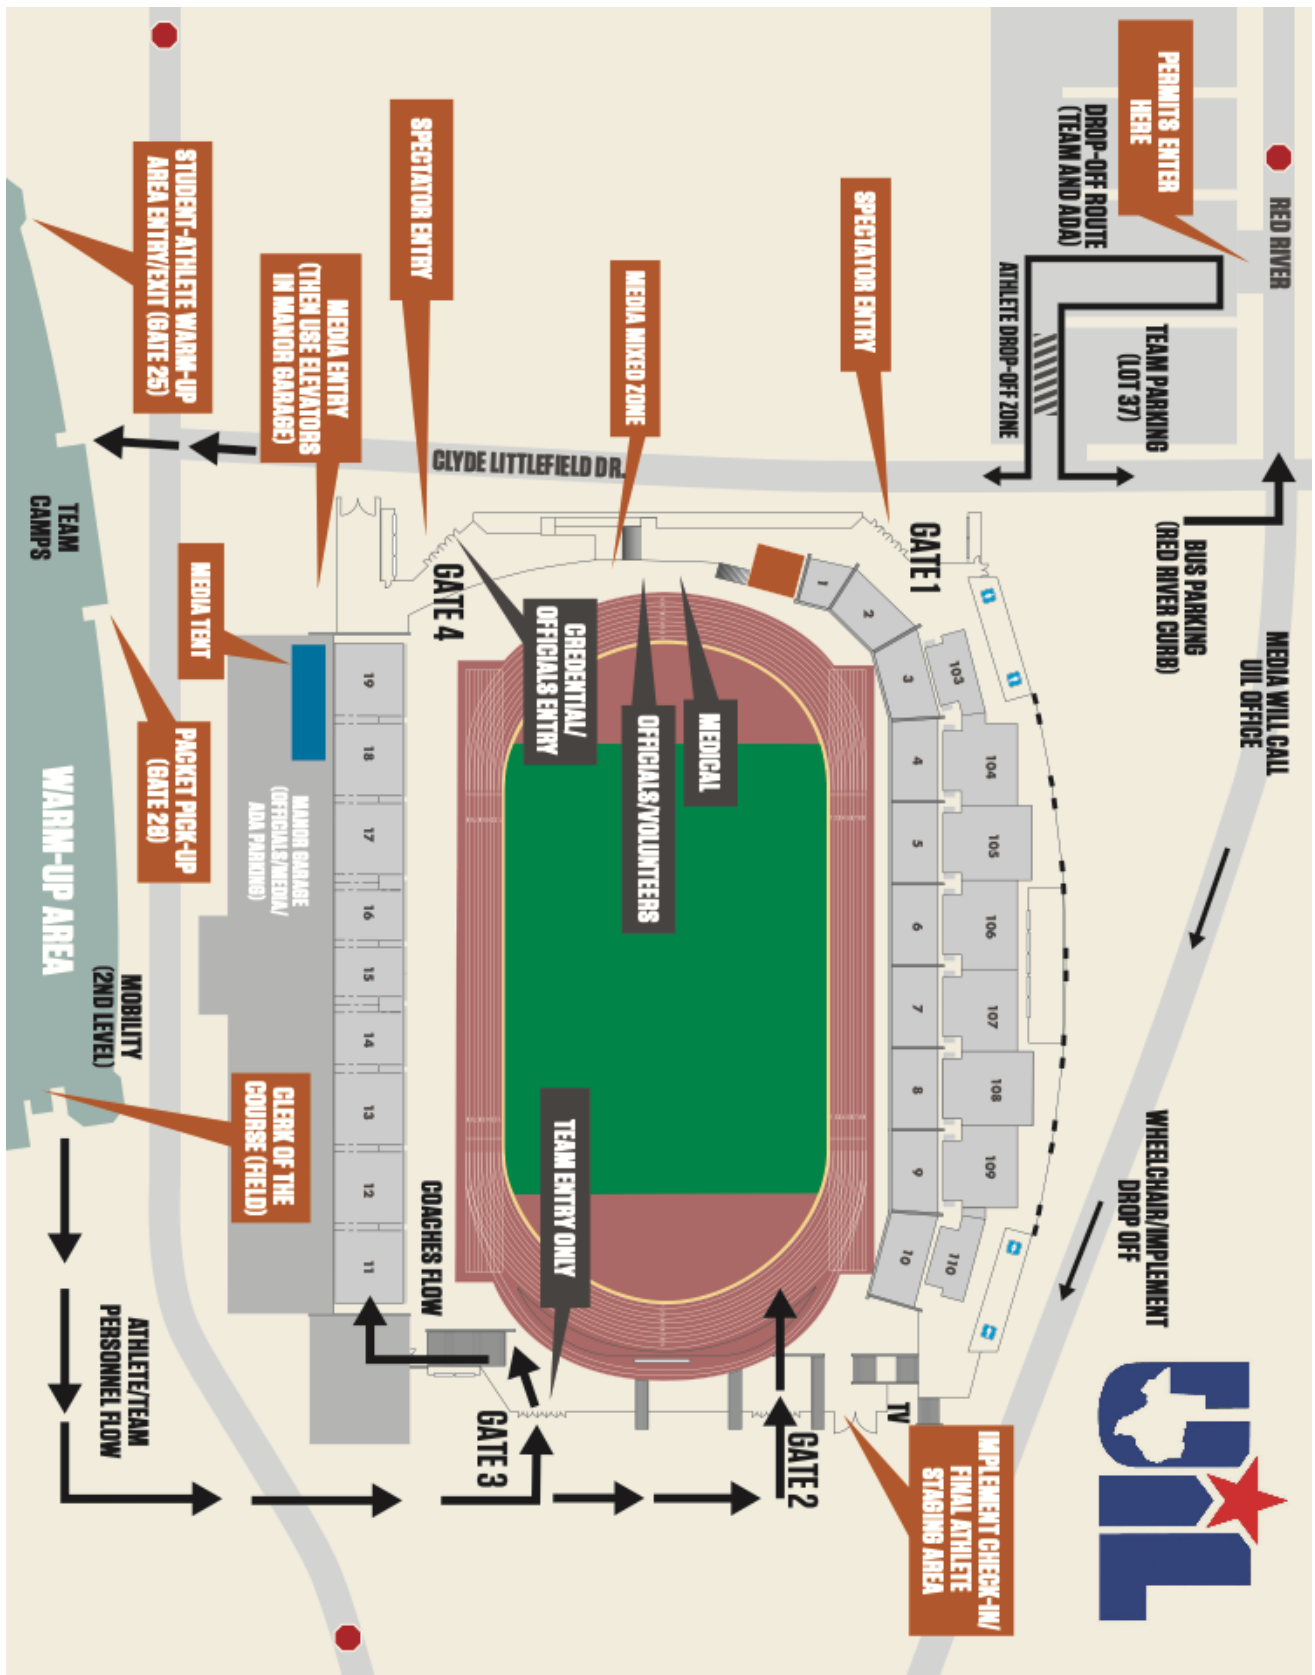 PERMITS ENTER
HERE
RED RIVER
DROP-OFF ROUTE
(TEAM AND ADA)
ATHLETE DROP-OFF ZONE
TEAM PARKING
(LOT 37)
BUS PARKING
(RED RIVER CURB)
MEDIA WILL CALL
UIL OFFICE
WHEELCHAIR/IMPLEMENT
DROP OFF
UIL
SPECTATOR ENTRY
MEDIA MIXED ZONE
SPECTATOR ENTRY
MEDIA ENTRY
(THEN USE ELEVATORS
IN MANOR GARAGE)
STUDENT-ATHLETE WARM-UP
AREA ENTRY/EXIT (GATE 25)
CLYDE LITTLEFIELD DR.
GATE 1
GATE 4
1
2
3
4
5
6
7
8
9
10
103
104
105
106
107
108
109
110
CREDENTIAL/
OFFICIALS ENTRY
OFFICIALS/VOLUNTEERS
MEDICAL
TEAM ENTRY ONLY
19
18
17
16
15
14
13
12
11
MEDIA TENT
MANOR GARAGE
(OFFICIALS/MEDIA/
ADA PARKING)
PACKET PICK-UP
(GATE 28)
TEAM
CAMPS
WARM-UP AREA
MOBILITY
(2ND LEVEL)
CLERK OF THE
COURSE (FIELD)
COACHES FLOW
ATHLETE/TEAM
PERSONNEL FLOW
GATE 3
GATE 2
TV
IMPLEMENT CHECK-IN/
FINAL ATHLETE
STAGING AREA